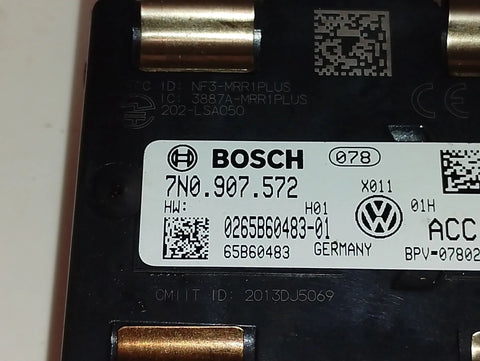 FCC ID: NF3-MRR1PLUS
IC: 3887A-MRR1PLUS
202-LSA050
CE
BOSCH 078
7N0.907.572 X011
HW: H01 01H
0265B60483-01 ACC
65B60483 GERMANY BPV-07802
CMIIT ID: 2013DJ5069